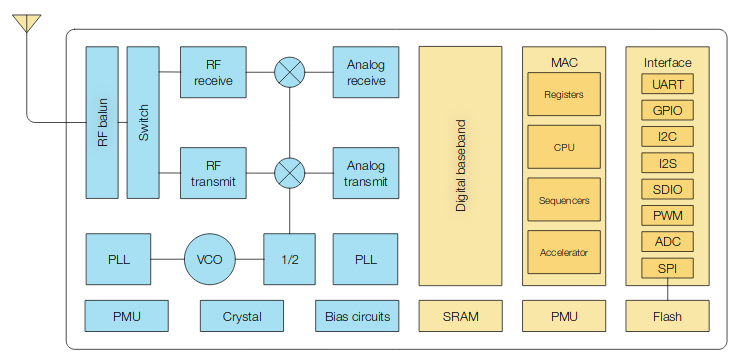 RF balun
Switch
RF
receive
Analog
receive
RF
transmit
Analog
transmit
PLL
VCO
1/2
PLL
PMU
Crystal
Bias circuits
Digital baseband
SRAM
MAC
Registers
CPU
Sequencers
Accelerator
PMU
Interface
UART
GPIO
I2C
I2S
SDIO
PWM
ADC
SPI
Flash